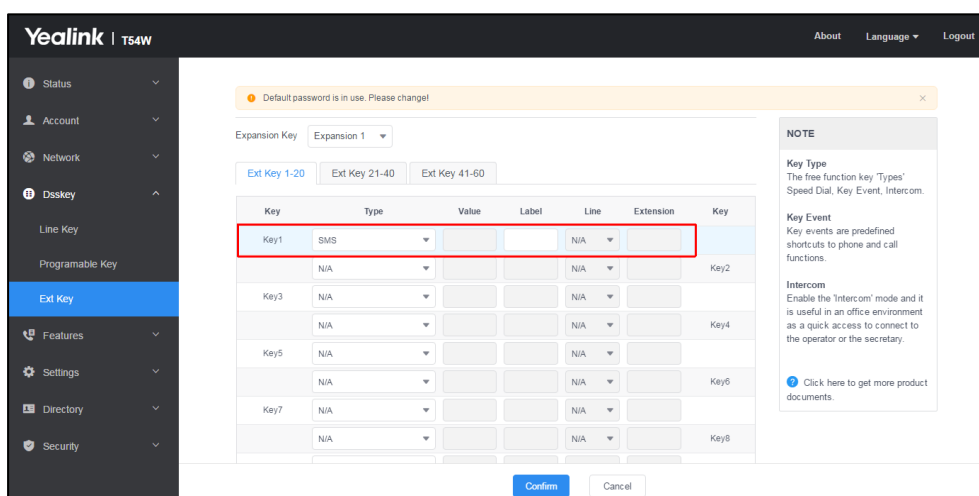 Yealink | T54W
About Language Logout
Status
Account
Network
Dsskey
Line Key
Programable Key
Ext Key
Features
Settings
Directory
Security
Default password is in use. Please change!
Expansion Key Expansion 1
Ext Key 1-20 Ext Key 21-40 Ext Key 41-60
Key Type Value Label Line Extension Key
Key1 SMS N/A
N/A N/A Key2
Key3 N/A N/A
N/A N/A Key4
Key5 N/A N/A
N/A N/A Key6
Key7 N/A N/A
N/A N/A Key8
Confirm Cancel
NOTE
Key Type
The free function key 'Types'
Speed Dial, Key Event, Intercom.
Key Event
Key events are predefined
shortcuts to phone and call
functions.
Intercom
Enable the 'Intercom' mode and it
is useful in an office environment
as a quick access to connect to
the operator or the secretary.
Click here to get more product
documents.